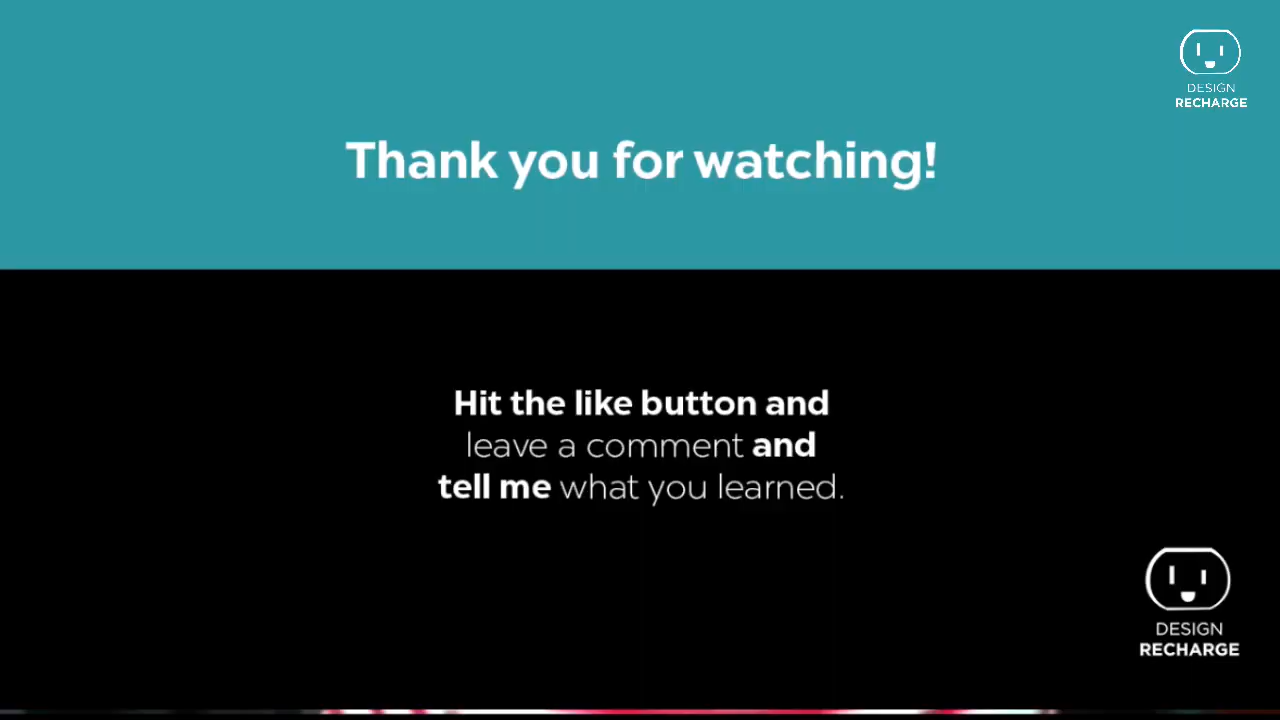 DESIGN
RECHARGE
Thank you for watching!
Hit the like button and
leave a comment and
tell me what you learned.
DESIGN
RECHARGE